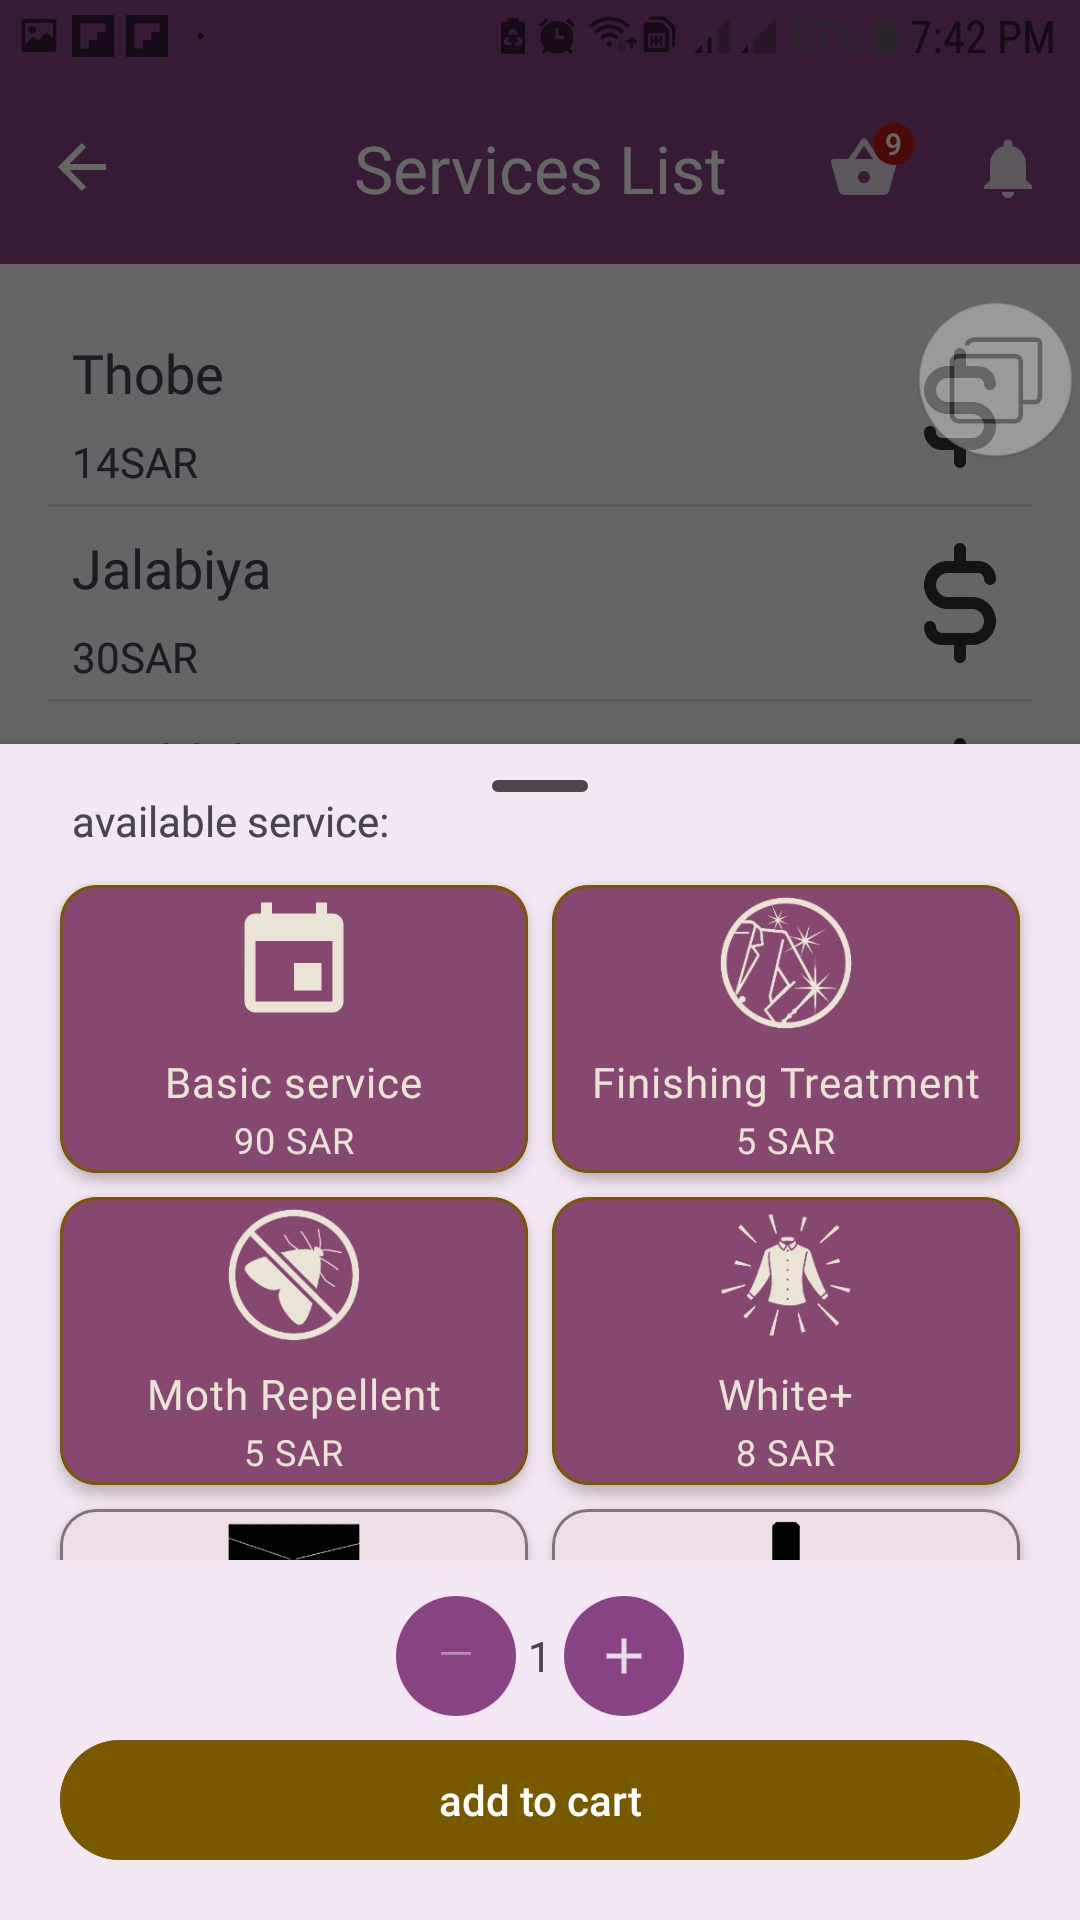 7:42 PM
Services List
9
Thobe
14SAR
Jalabiya
30SAR
available service:
Basic service
90 SAR
Finishing Treatment
5 SAR
Moth Repellent
5 SAR
White+
8 SAR
1
add to cart